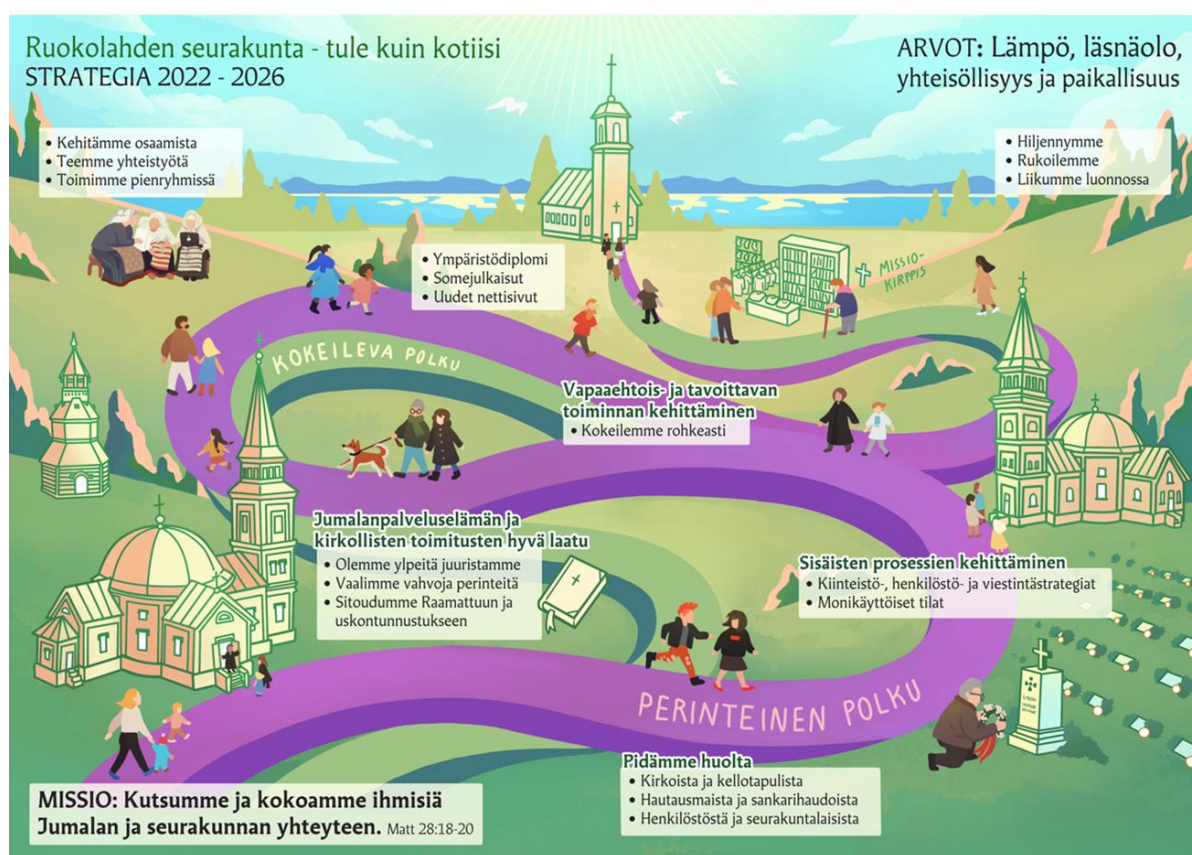 Ruokolahden seurakunta - tule kuin kotiisi
STRATEGIA 2022 - 2026
ARVOT: Lämpö, läsnäolo,
yhteisöllisyys ja paikallisuus
• Kehitämme osaamista
• Teemme yhteistyötä
• Toimimme pienryhmissä
• Hiljennymme
• Rukoilemme
• Liikumme luonnossa
• Ympäristödiplomi
• Somejulkaisut
• Uudet nettisivut
MISSIO-
KIRPPIS
KOKEILEVA POLKU
Vapaaehtois- ja tavoittavan
toiminnan kehittäminen
• Kokeilemme rohkeasti
Jumalanpalveluselämän ja
kirkollisten toimitusten hyvä laatu
• Olemme ylpeitä juuristamme
• Vaalimme vahvoja perinteitä
• Sitoudumme Raamattuun ja
uskontunnustukseen
Sisäisten prosessien kehittäminen
• Kiinteistö-, henkilöstö- ja viestintästrategiat
• Monikäyttöiset tilat
PERINTEINEN POLKU
Pidämme huolta
• Kirkoista ja kellotapulista
• Hautausmaista ja sankarihaudoista
• Henkilöstöstä ja seurakuntalaisista
MISSIO: Kutsumme ja kokoamme ihmisiä
Jumalan ja seurakunnan yhteyteen. Matt 28:18-20